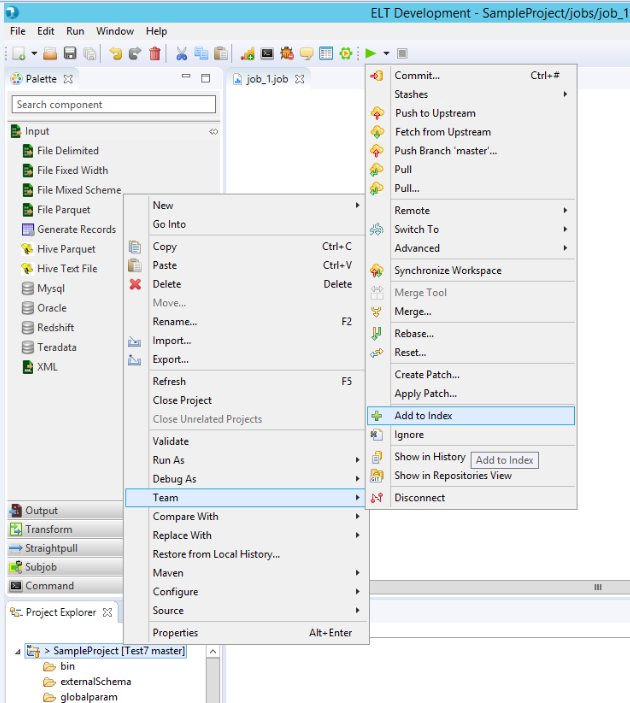 ELT Development - SampleProject/jobs/job_1
File Edit Run Window Help
Palette
job_1.job
Search component
Input
File Delimited
File Fixed Width
File Mixed Scheme
File Parquet
Generate Records
Hive Parquet
Hive Text File
Mysql
Oracle
Redshift
Teradata
XML
Output
Transform
Straightpull
Subjob
Command
Project Explorer
> SampleProject [Test7 master]
bin
externalSchema
globalparam
New
Go Into
Copy Ctrl+C
Paste Ctrl+V
Delete Delete
Move...
Rename... F2
Import...
Export...
Refresh F5
Close Project
Close Unrelated Projects
Validate
Run As
Debug As
Team
Compare With
Replace With
Restore from Local History...
Maven
Configure
Source
Properties Alt+Enter
Commit... Ctrl+#
Stashes
Push to Upstream
Fetch from Upstream
Push Branch 'master'...
Pull
Pull...
Remote
Switch To
Advanced
Synchronize Workspace
Merge Tool
Merge...
Rebase...
Reset...
Create Patch...
Apply Patch...
Add to Index
Ignore
Show in History
Add to Index
Show in Repositories View
Disconnect